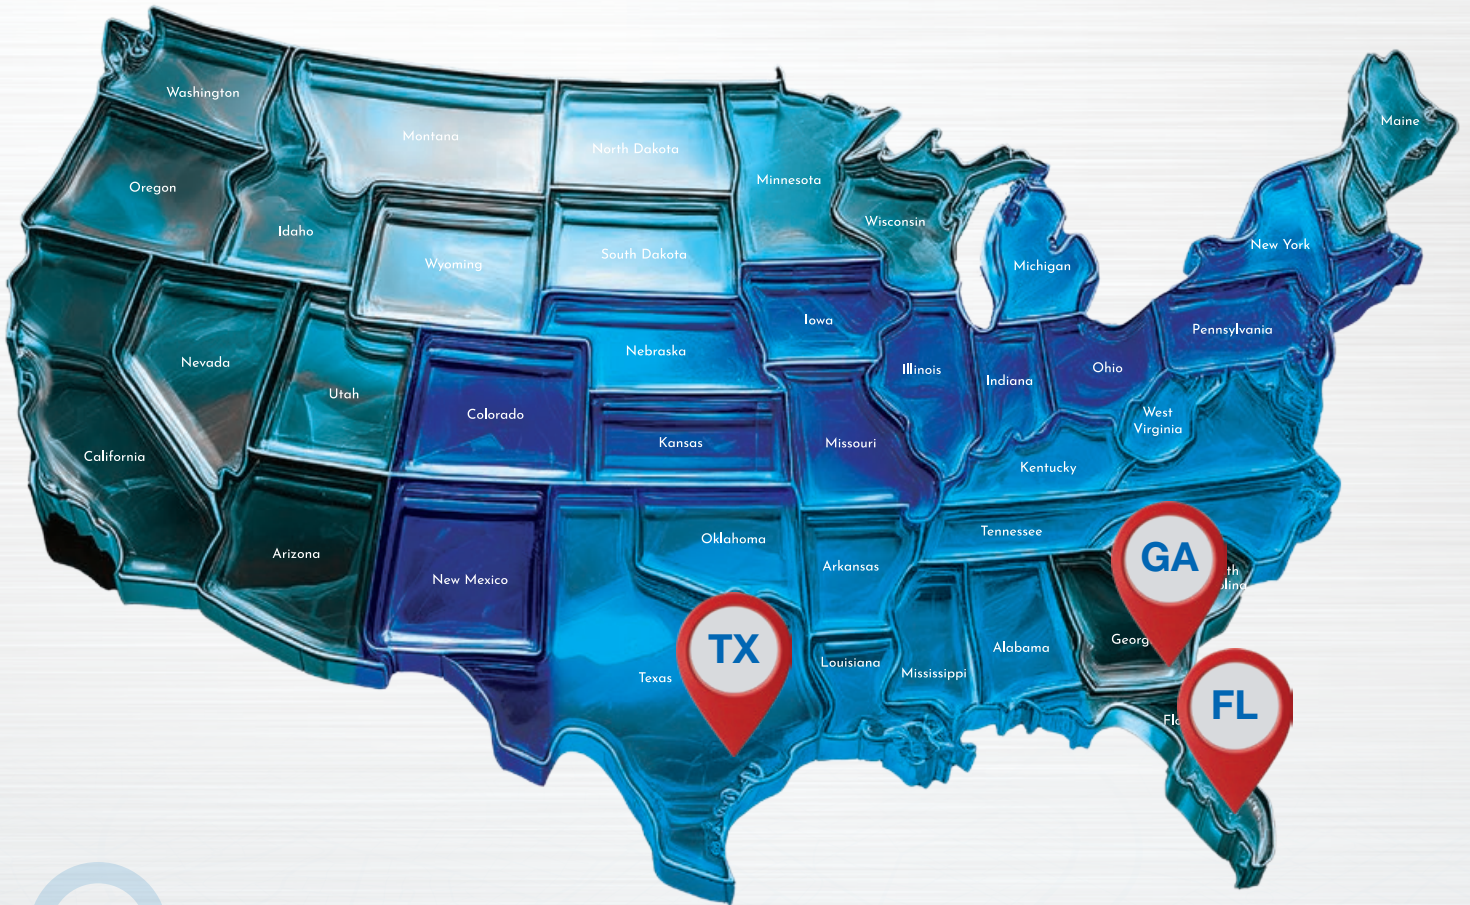 Washington
Montana
North Dakota
Minnesota
Maine
Oregon
Idaho
Wyoming
South Dakota
Wisconsin
Michigan
New York
Nevada
Utah
Colorado
Nebraska
Iowa
Illinois
Indiana
Ohio
Pennsylvania
California
Kansas
Missouri
Kentucky
West
Virginia
Arizona
New Mexico
Oklahoma
Arkansas
Tennessee
GA
TX
Texas
Louisiana
Mississippi
Alabama
FL